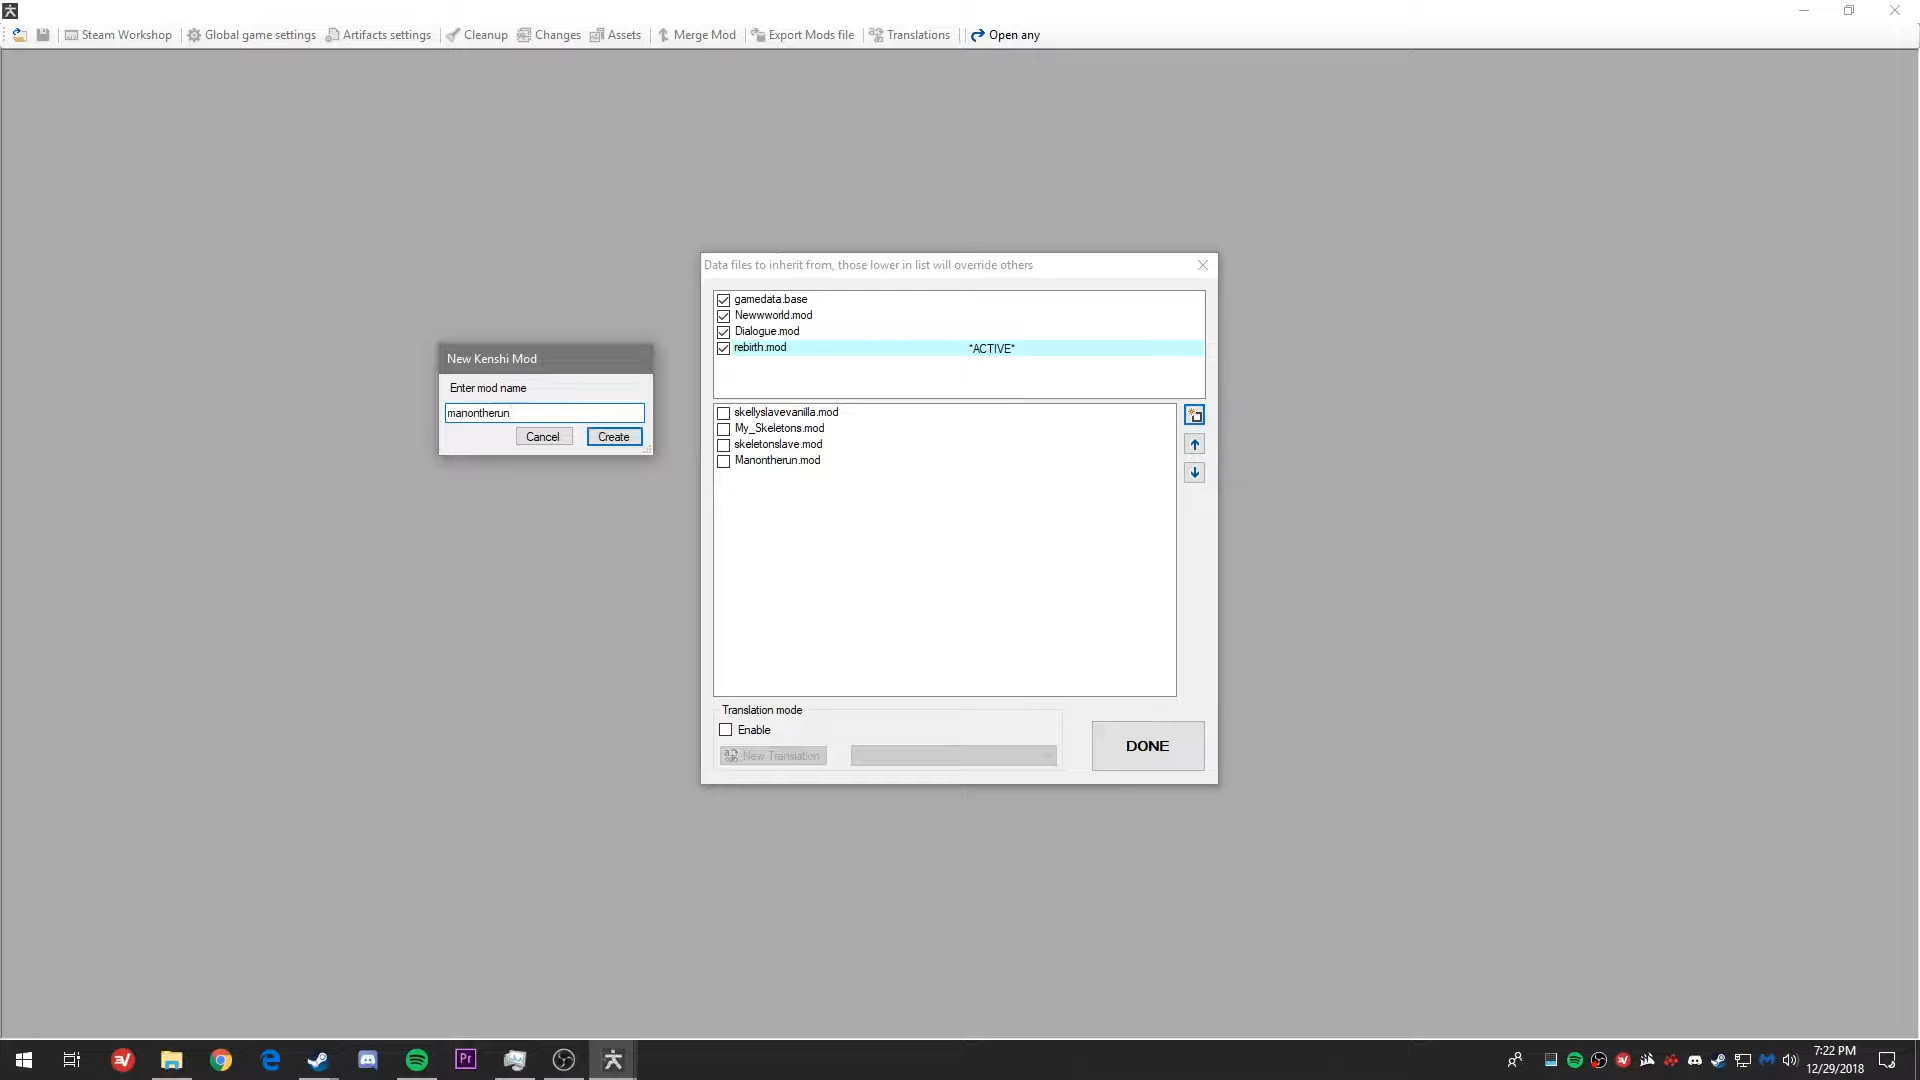 Steam Workshop Global game settings Artifacts settings Cleanup Changes Assets Merge Mod Export Mods file Translations Open any
Data files to inherit from, those lower in list will override others
gamedata.base
Newwworld.mod
Dialogue.mod
rebirth.mod *ACTIVE*
New Kenshi Mod
Enter mod name
manontherun
Cancel Create
skellyslavevanilla.mod
My_Skeletons.mod
skeletonslave.mod
Manontherun.mod
Translation mode
Enable
New Translation
DONE
Pr
7:22 PM
12/29/2018